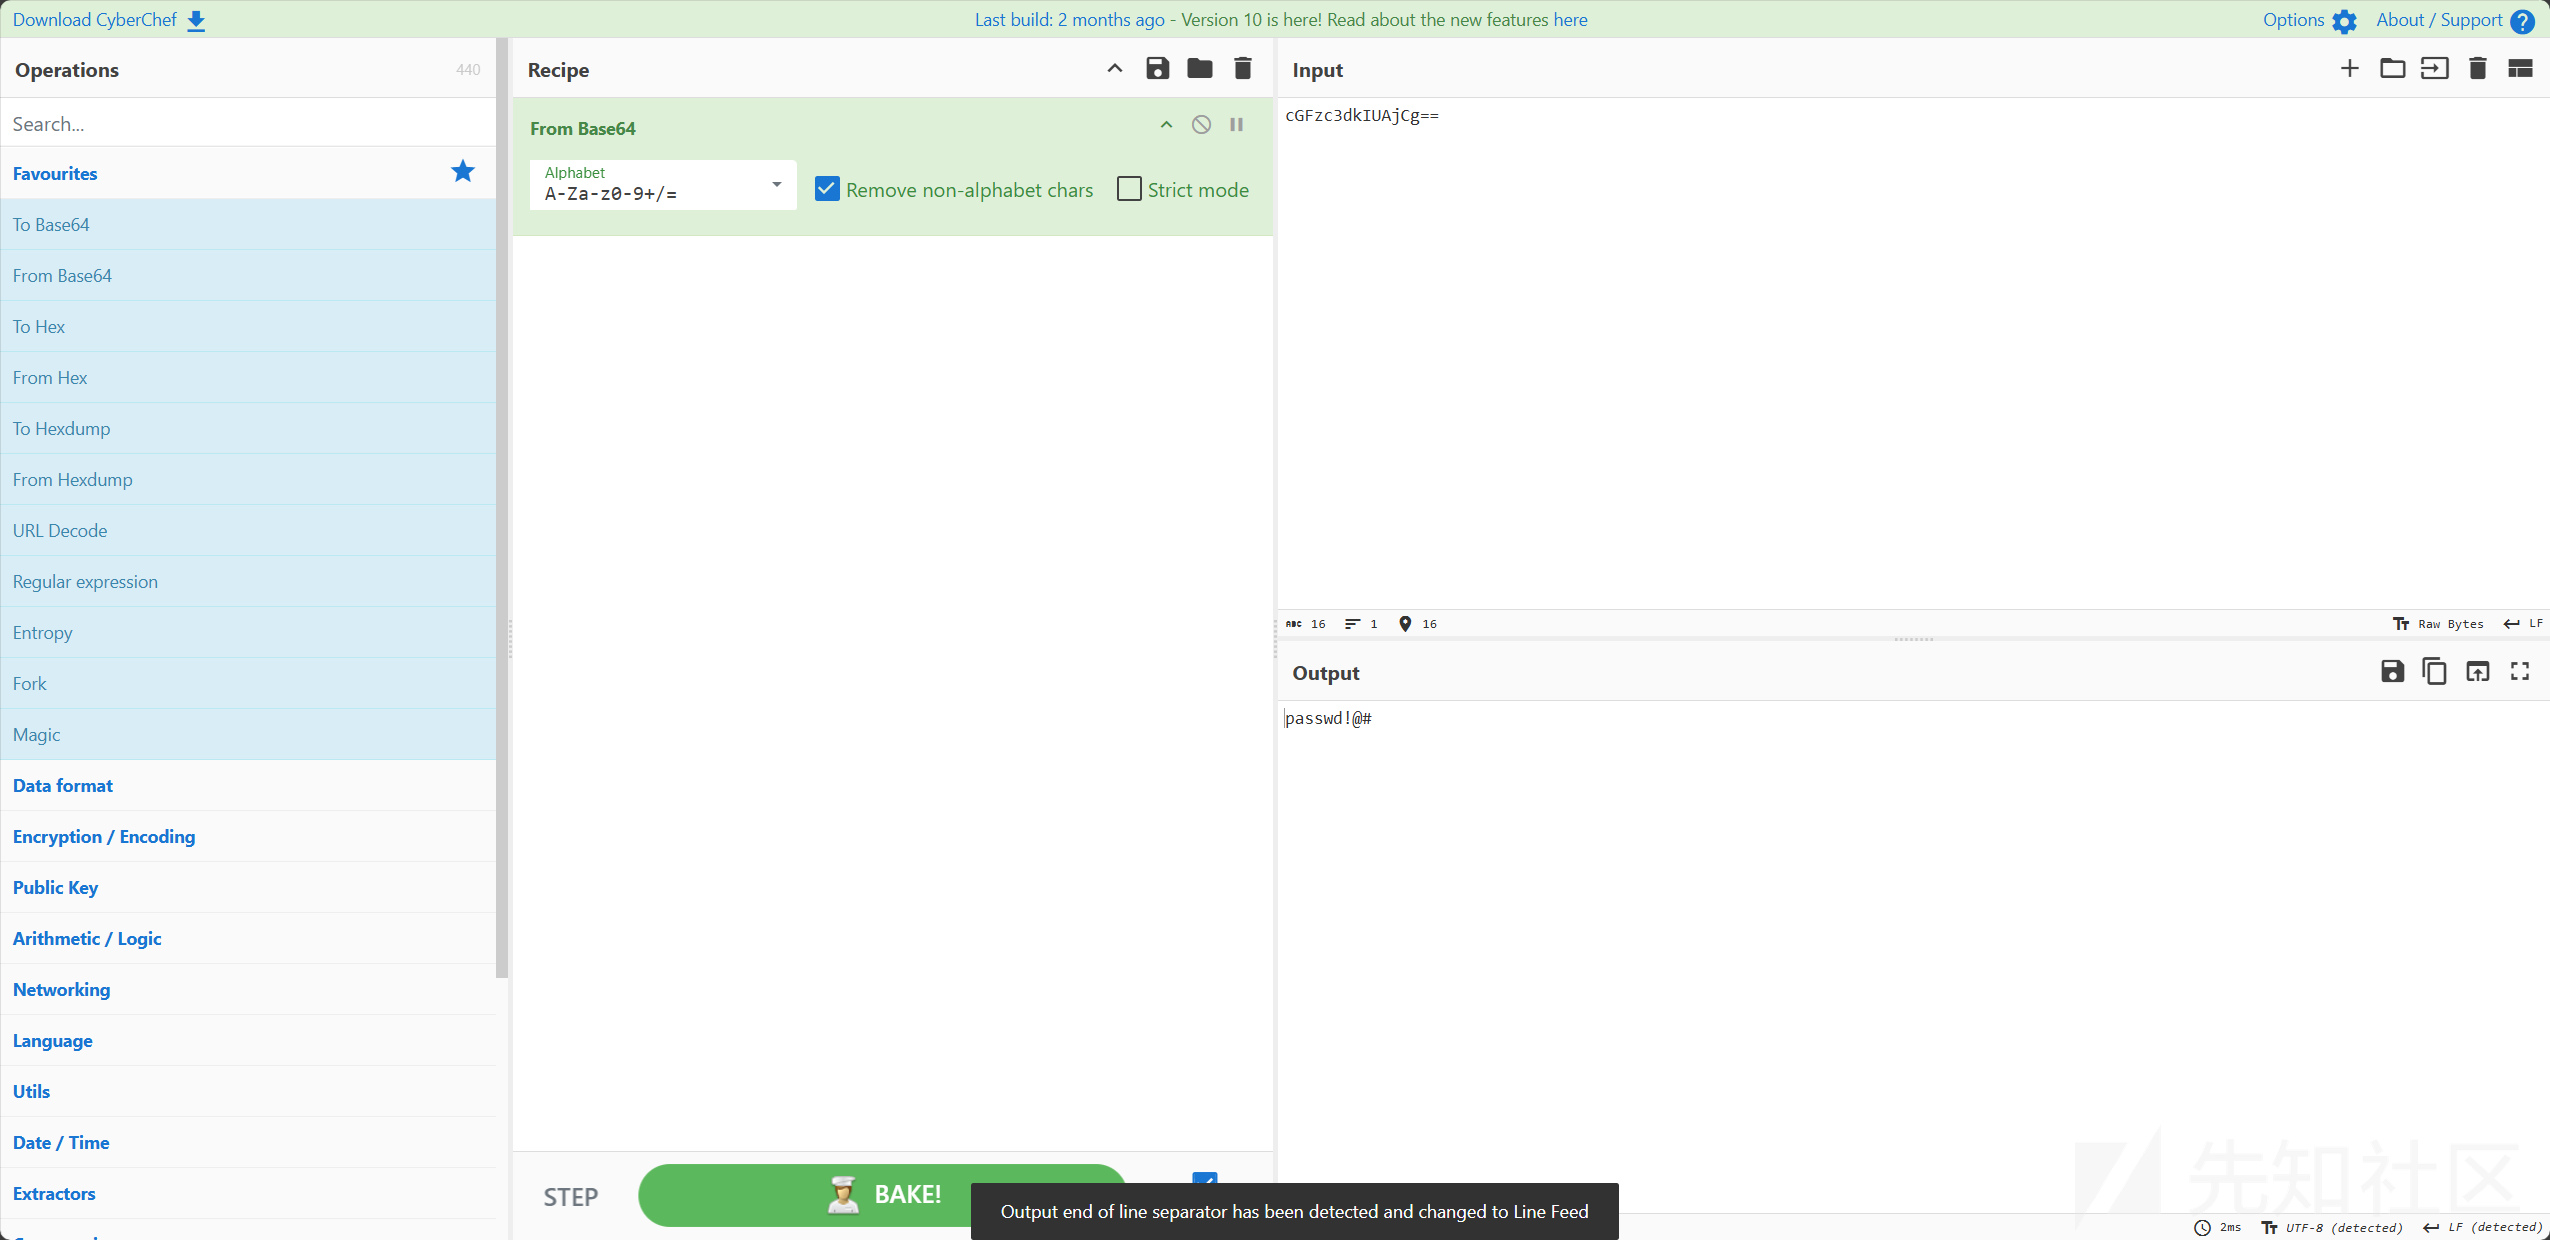 Download CyberChef
Last build: 2 months ago - Version 10 is here! Read about the new features here
Options
About / Support
Operations
440
Recipe
Input
Search...
Favourites
To Base64
From Base64
To Hex
From Hex
To Hexdump
From Hexdump
URL Decode
Regular expression
Entropy
Fork
Magic
Data format
Encryption / Encoding
Public Key
Arithmetic / Logic
Networking
Language
Utils
Date / Time
Extractors
From Base64
Alphabet
A-Za-z0-9+/=
Remove non-alphabet chars
Strict mode
STEP
BAKE!
cGFzc3dkIUAjCg==
ABC 16
1
16
Raw Bytes
LF
Output
passwd!@#
先知社区
Output end of line separator has been detected and changed to Line Feed
2ms
UTF-8 (detected)
LF (detected)